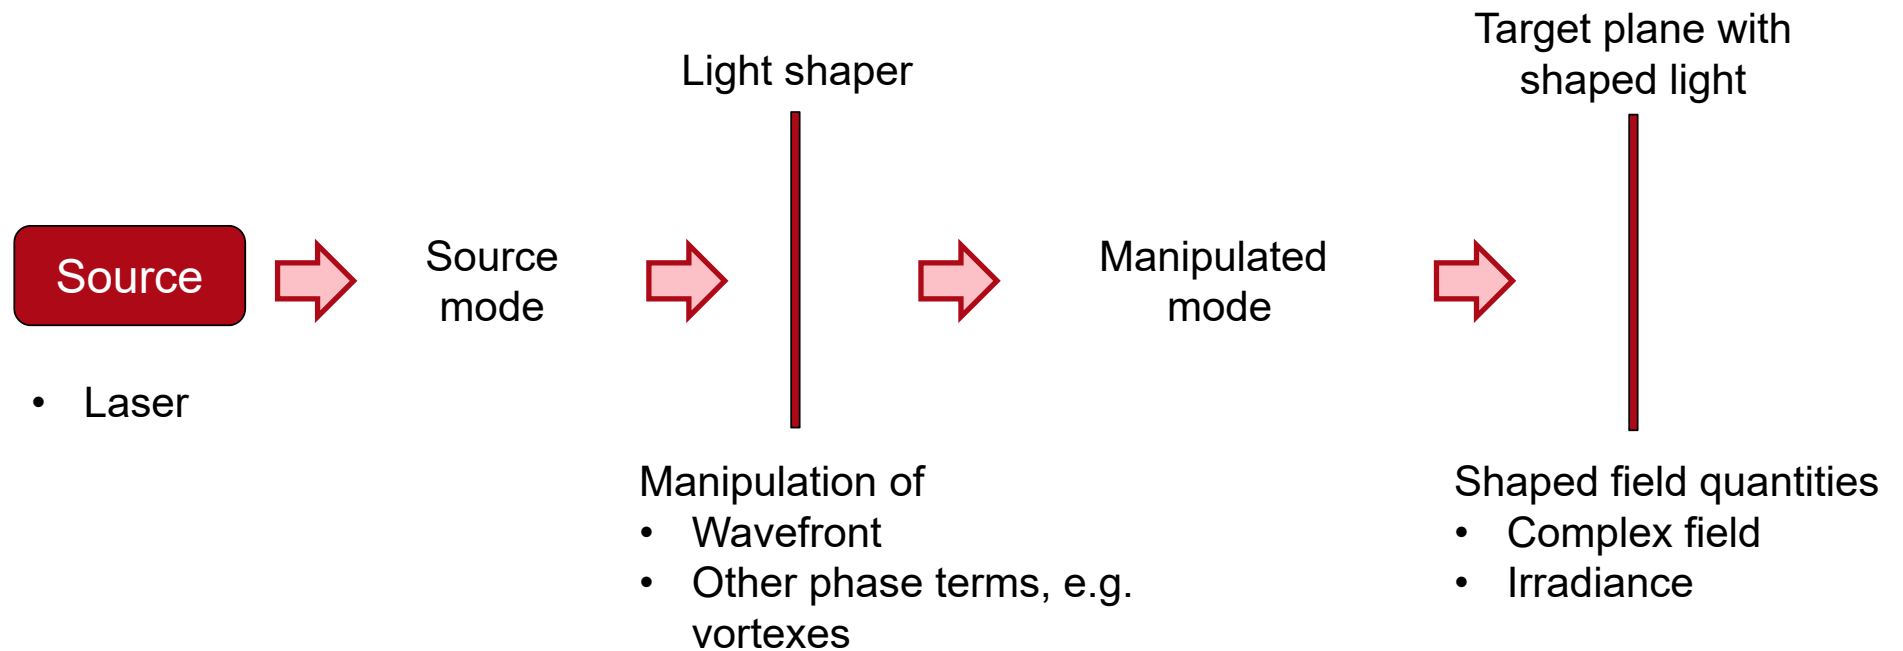 Target plane with
shaped light
Light shaper
Source
Source
mode
Manipulated
mode
• Laser
Manipulation of
• Wavefront
• Other phase terms, e.g.
vortexes
Shaped field quantities
• Complex field
• Irradiance